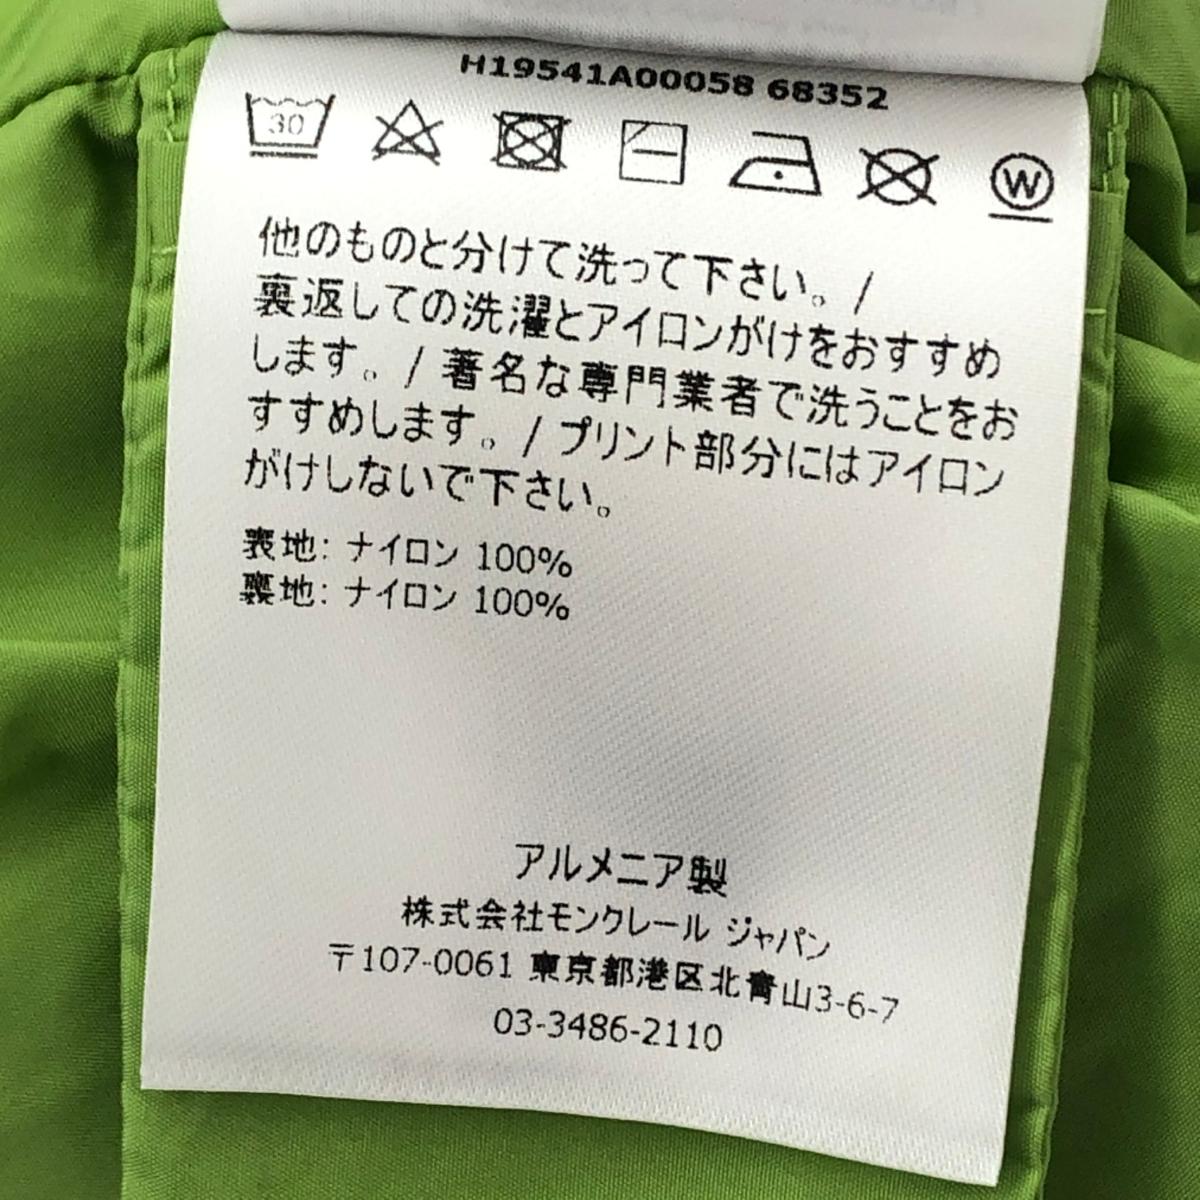 H19541A00058 68352
30
W
他のものと分けて洗って下さい。/
裏返しての洗濯とアイロンがけをおすすめ
します。/ 著名な専門業者で洗うことをお
すすめします。/ プリント部分にはアイロン
がけしないで下さい。
表地: ナイロン 100%
裏地: ナイロン 100%
アルメニア製
株式会社モンクレール ジャパン
〒107-0061 東京都港区北青山3-6-7
03-3486-2110